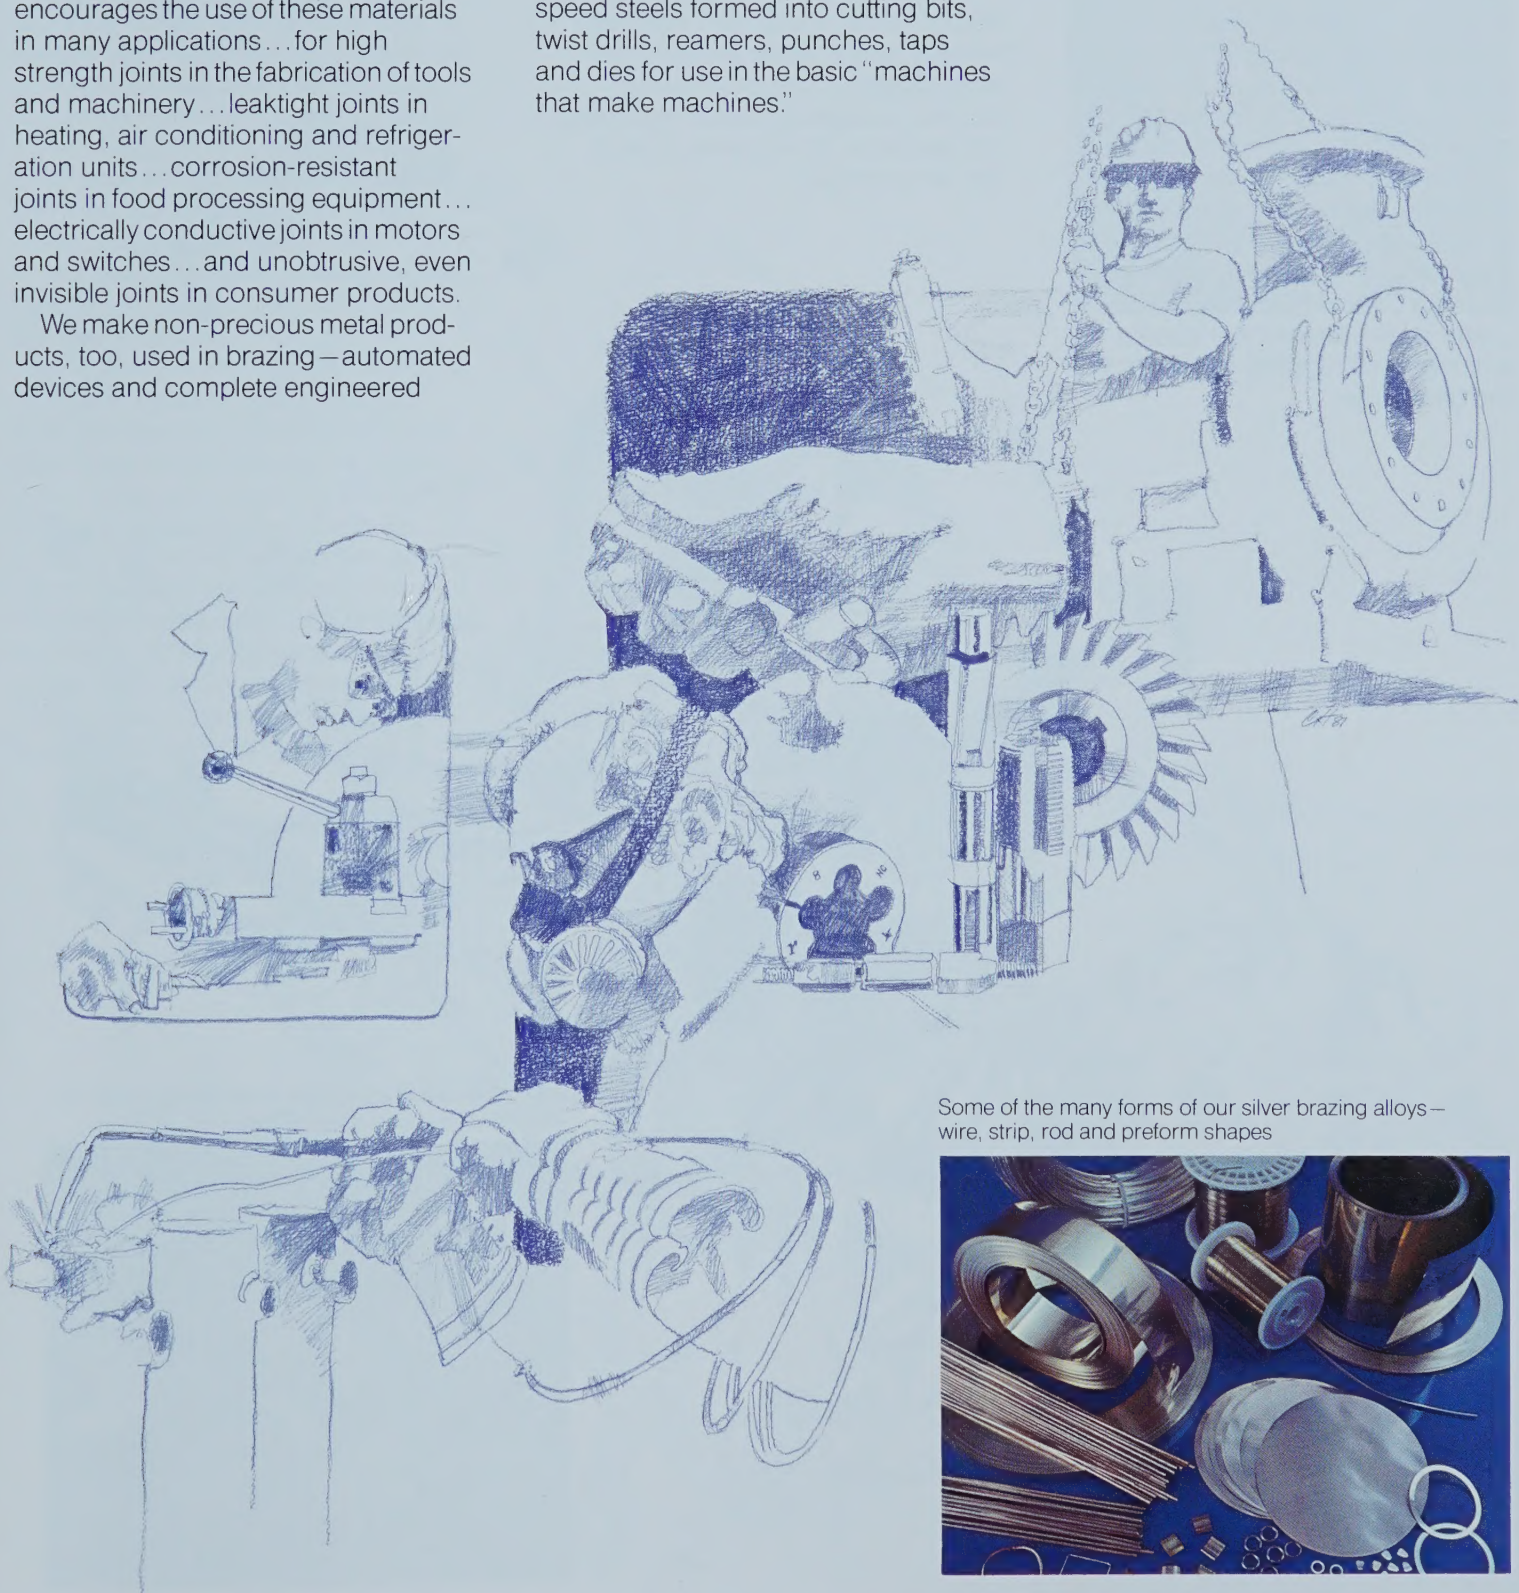 encourages the use of these materials
in many applications...for high
strength joints in the fabrication of tools
and machinery...leaktight joints in
heating, air conditioning and refriger-
ation units...corrosion-resistant
joints in food processing equipment...
electrically conductive joints in motors
and switches...and unobtrusive, even
invisible joints in consumer products.
We make non-precious metal prod-
ucts, too, used in brazing—automated
devices and complete engineered
speed steels formed into cutting bits,
twist drills, reamers, punches, taps
and dies for use in the basic “machines
that make machines.”
Some of the many forms of our silver brazing alloys—
wire, strip, rod and preform shapes